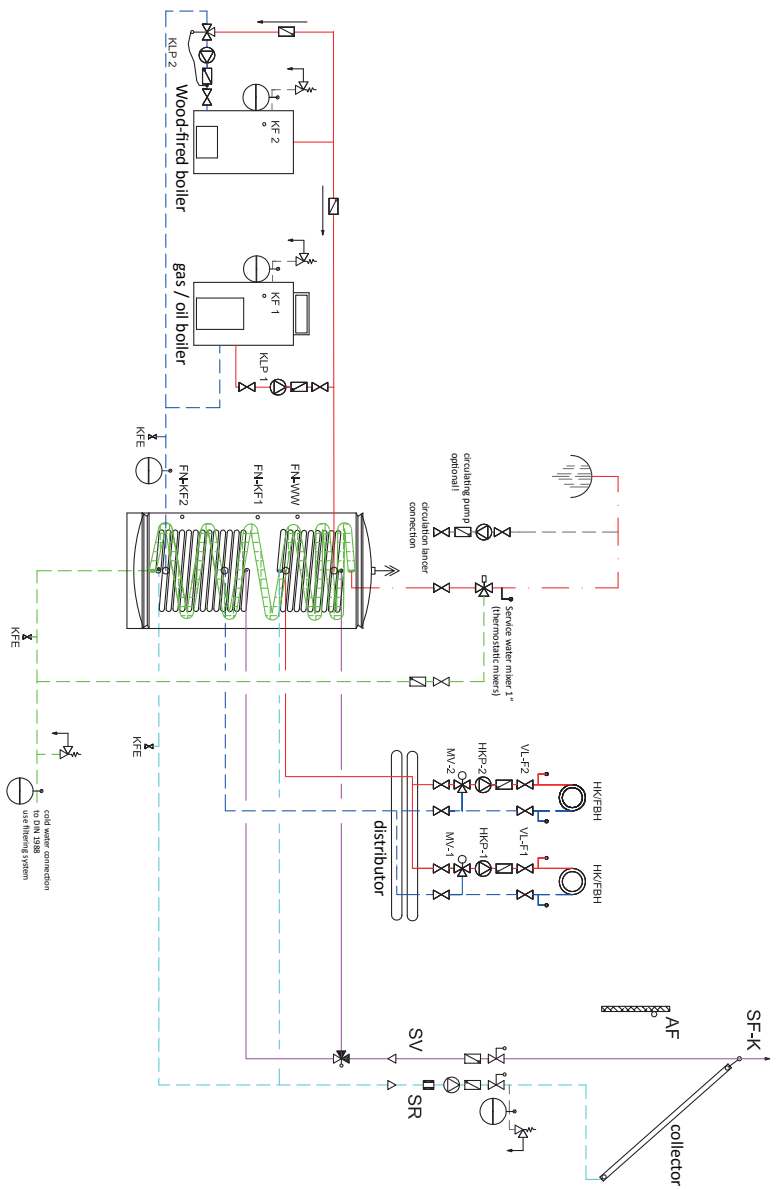 KLP 2
Wood-fired boiler
KF 2
gas / oil boiler
KF 1
KLP 1
KFE
FN-KF2
FN-KF1
FN-WW
circulating pump
optional!
circulation lancer
connection
Service water mixer 1"
(thermostatic mixers)
KFE
KFE
cold water connection
to DIN 1988
use filtering system
distributor
MV-2
HKP-2
VL-F2
HK/FBH
MV-1
HKP-1
VL-F1
HK/FBH
SV
SR
AF
SF-K
collector